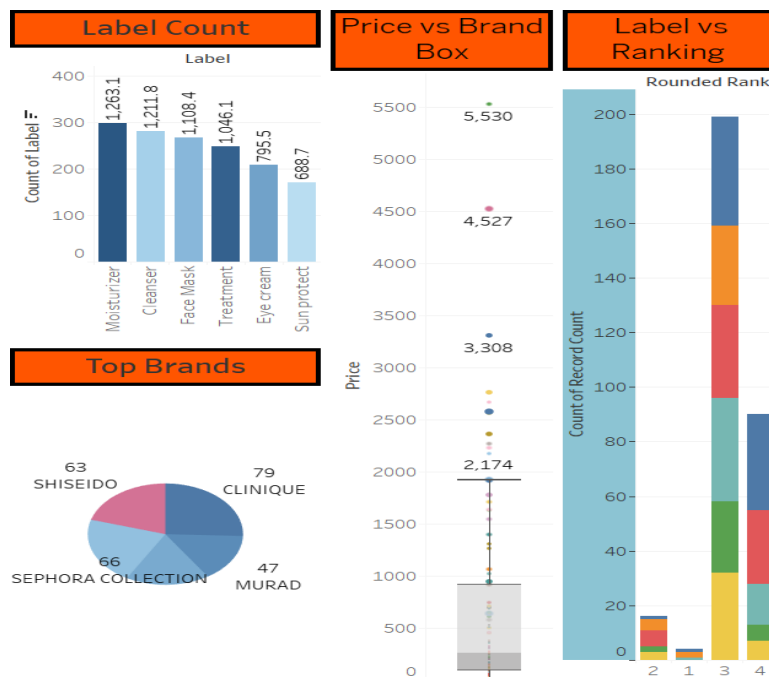 Label Count
Label
Count of Label
400
300
200
100
0
1,263.1
1,211.8
1,108.4
1,046.1
795.5
688.7
Moisturizer
Cleanser
Face Mask
Treatment
Eye cream
Sun protect
Top Brands
63
SHISEIDO
79
CLINIQUE
66
SEPHORA COLLECTION
47
MURAD
Price vs Brand
Box
Price
5500
5000
4500
4000
3500
3000
2500
2000
1500
1000
500
0
5,530
4,527
3,308
2,174
Label vs
Ranking
Rounded Rank
Count of Record Count
200
180
160
140
120
100
80
60
40
20
0
2 1 3 4